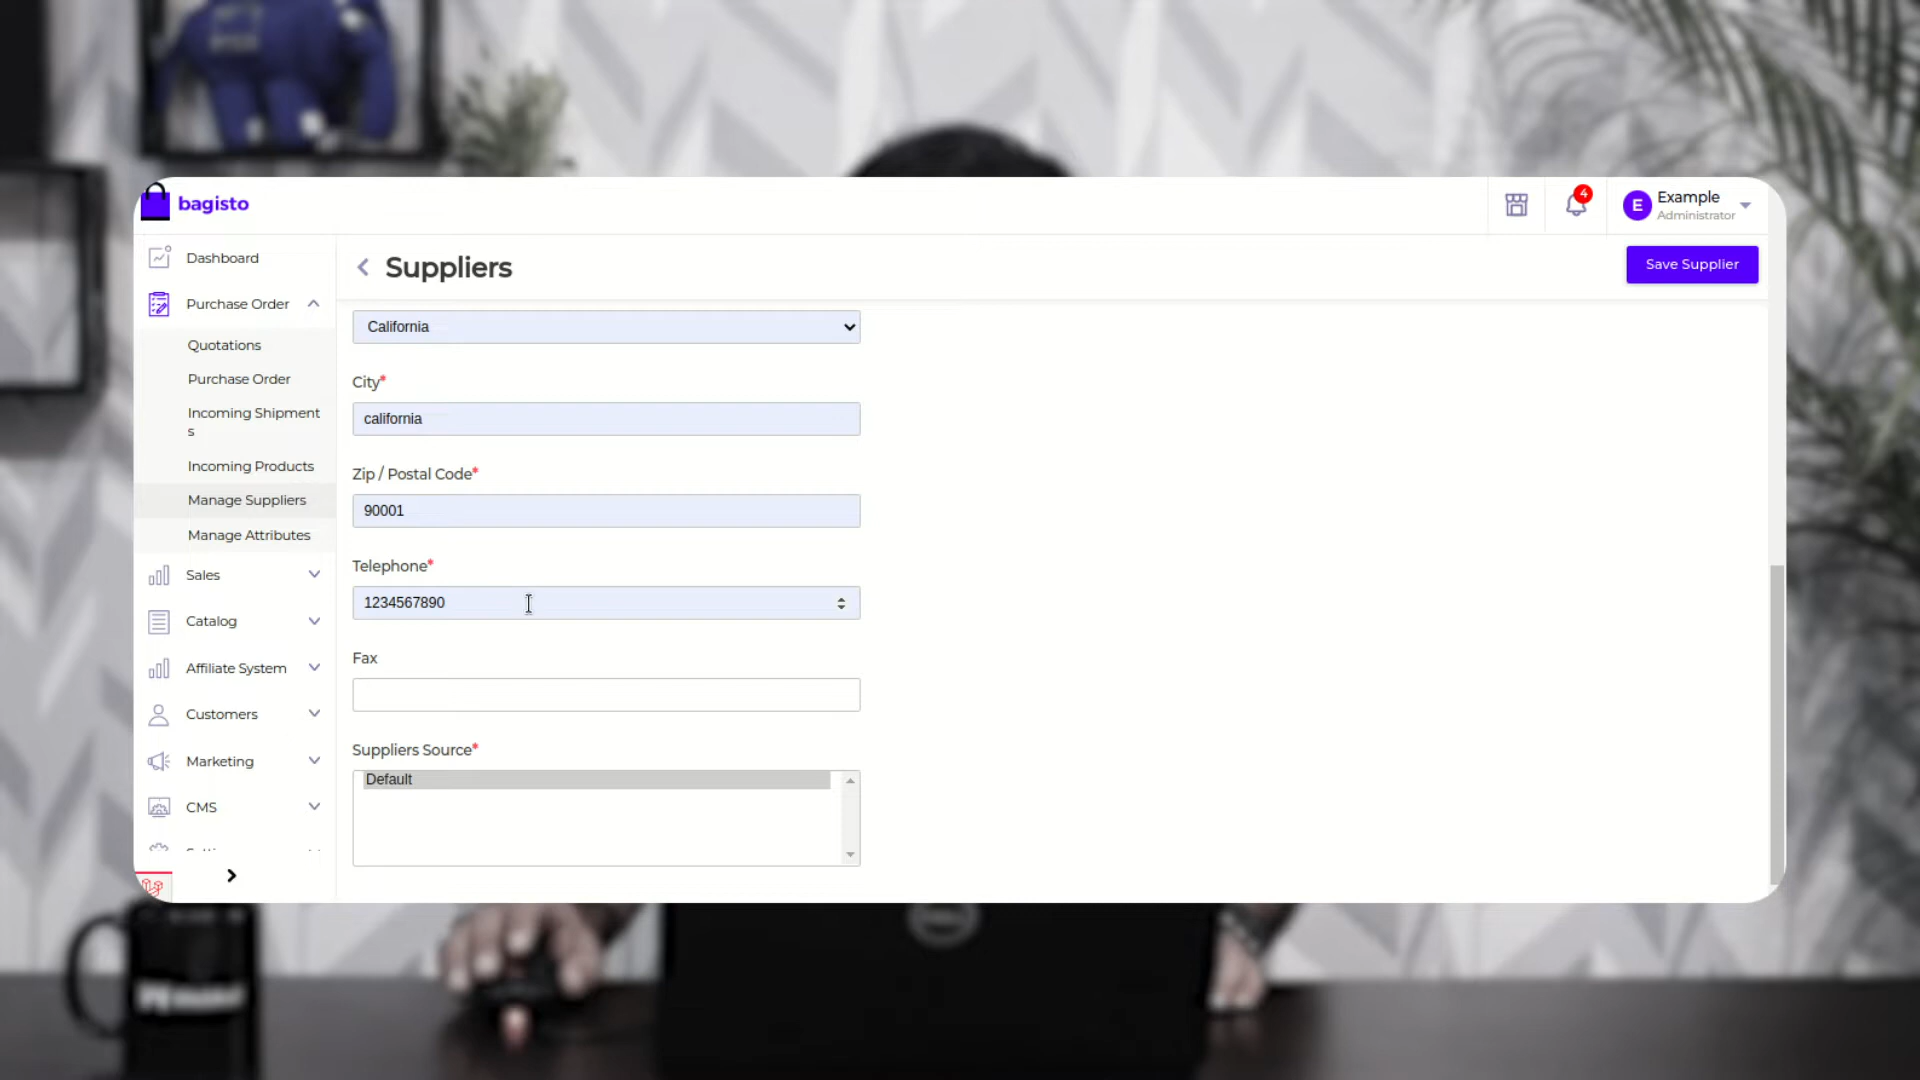 bagisto
4
E
Example
Administrator
Dashboard
Purchase Order
Quotations
Purchase Order
Incoming Shipment
s
Incoming Products
Manage Suppliers
Manage Attributes
Sales
Catalog
Affiliate System
Customers
Marketing
CMS
Suppliers
Save Supplier
California
City*
california
Zip / Postal Code*
90001
Telephone*
1234567890
Fax
Suppliers Source*
Default